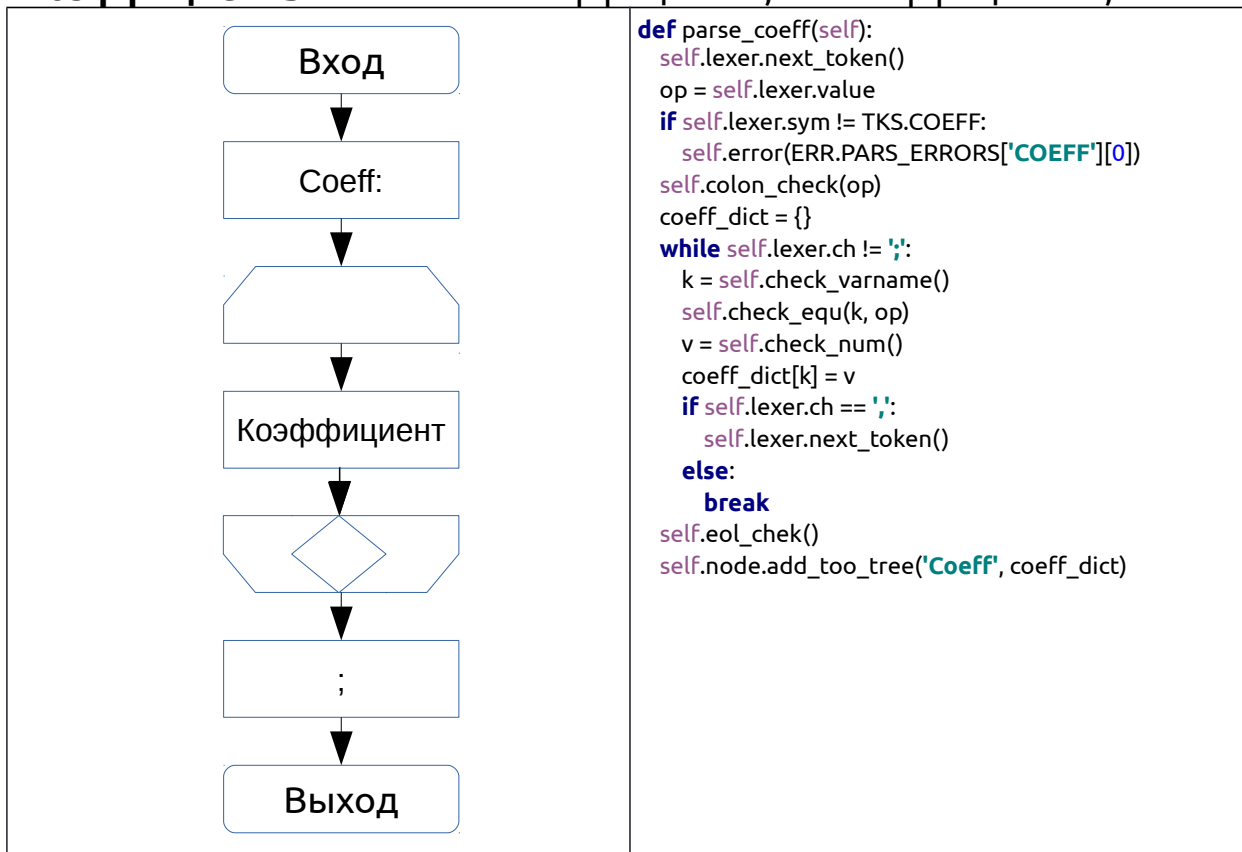 Вход
Coeff:
Коэффициент
;
Выход
def parse_coeff(self):
self.lexer.next_token()
op = self.lexer.value
if self.lexer.sym != TKS.COEFF:
self.error(ERR.PARS_ERRORS['COEFF'][0])
self.colon_check(op)
coeff_dict = {}
while self.lexer.ch != ';':
k = self.check_varname()
self.check_equ(k, op)
v = self.check_num()
coeff_dict[k] = v
if self.lexer.ch == ',':
self.lexer.next_token()
else:
break
self.eol_chek()
self.node.add_too_tree('Coeff', coeff_dict)